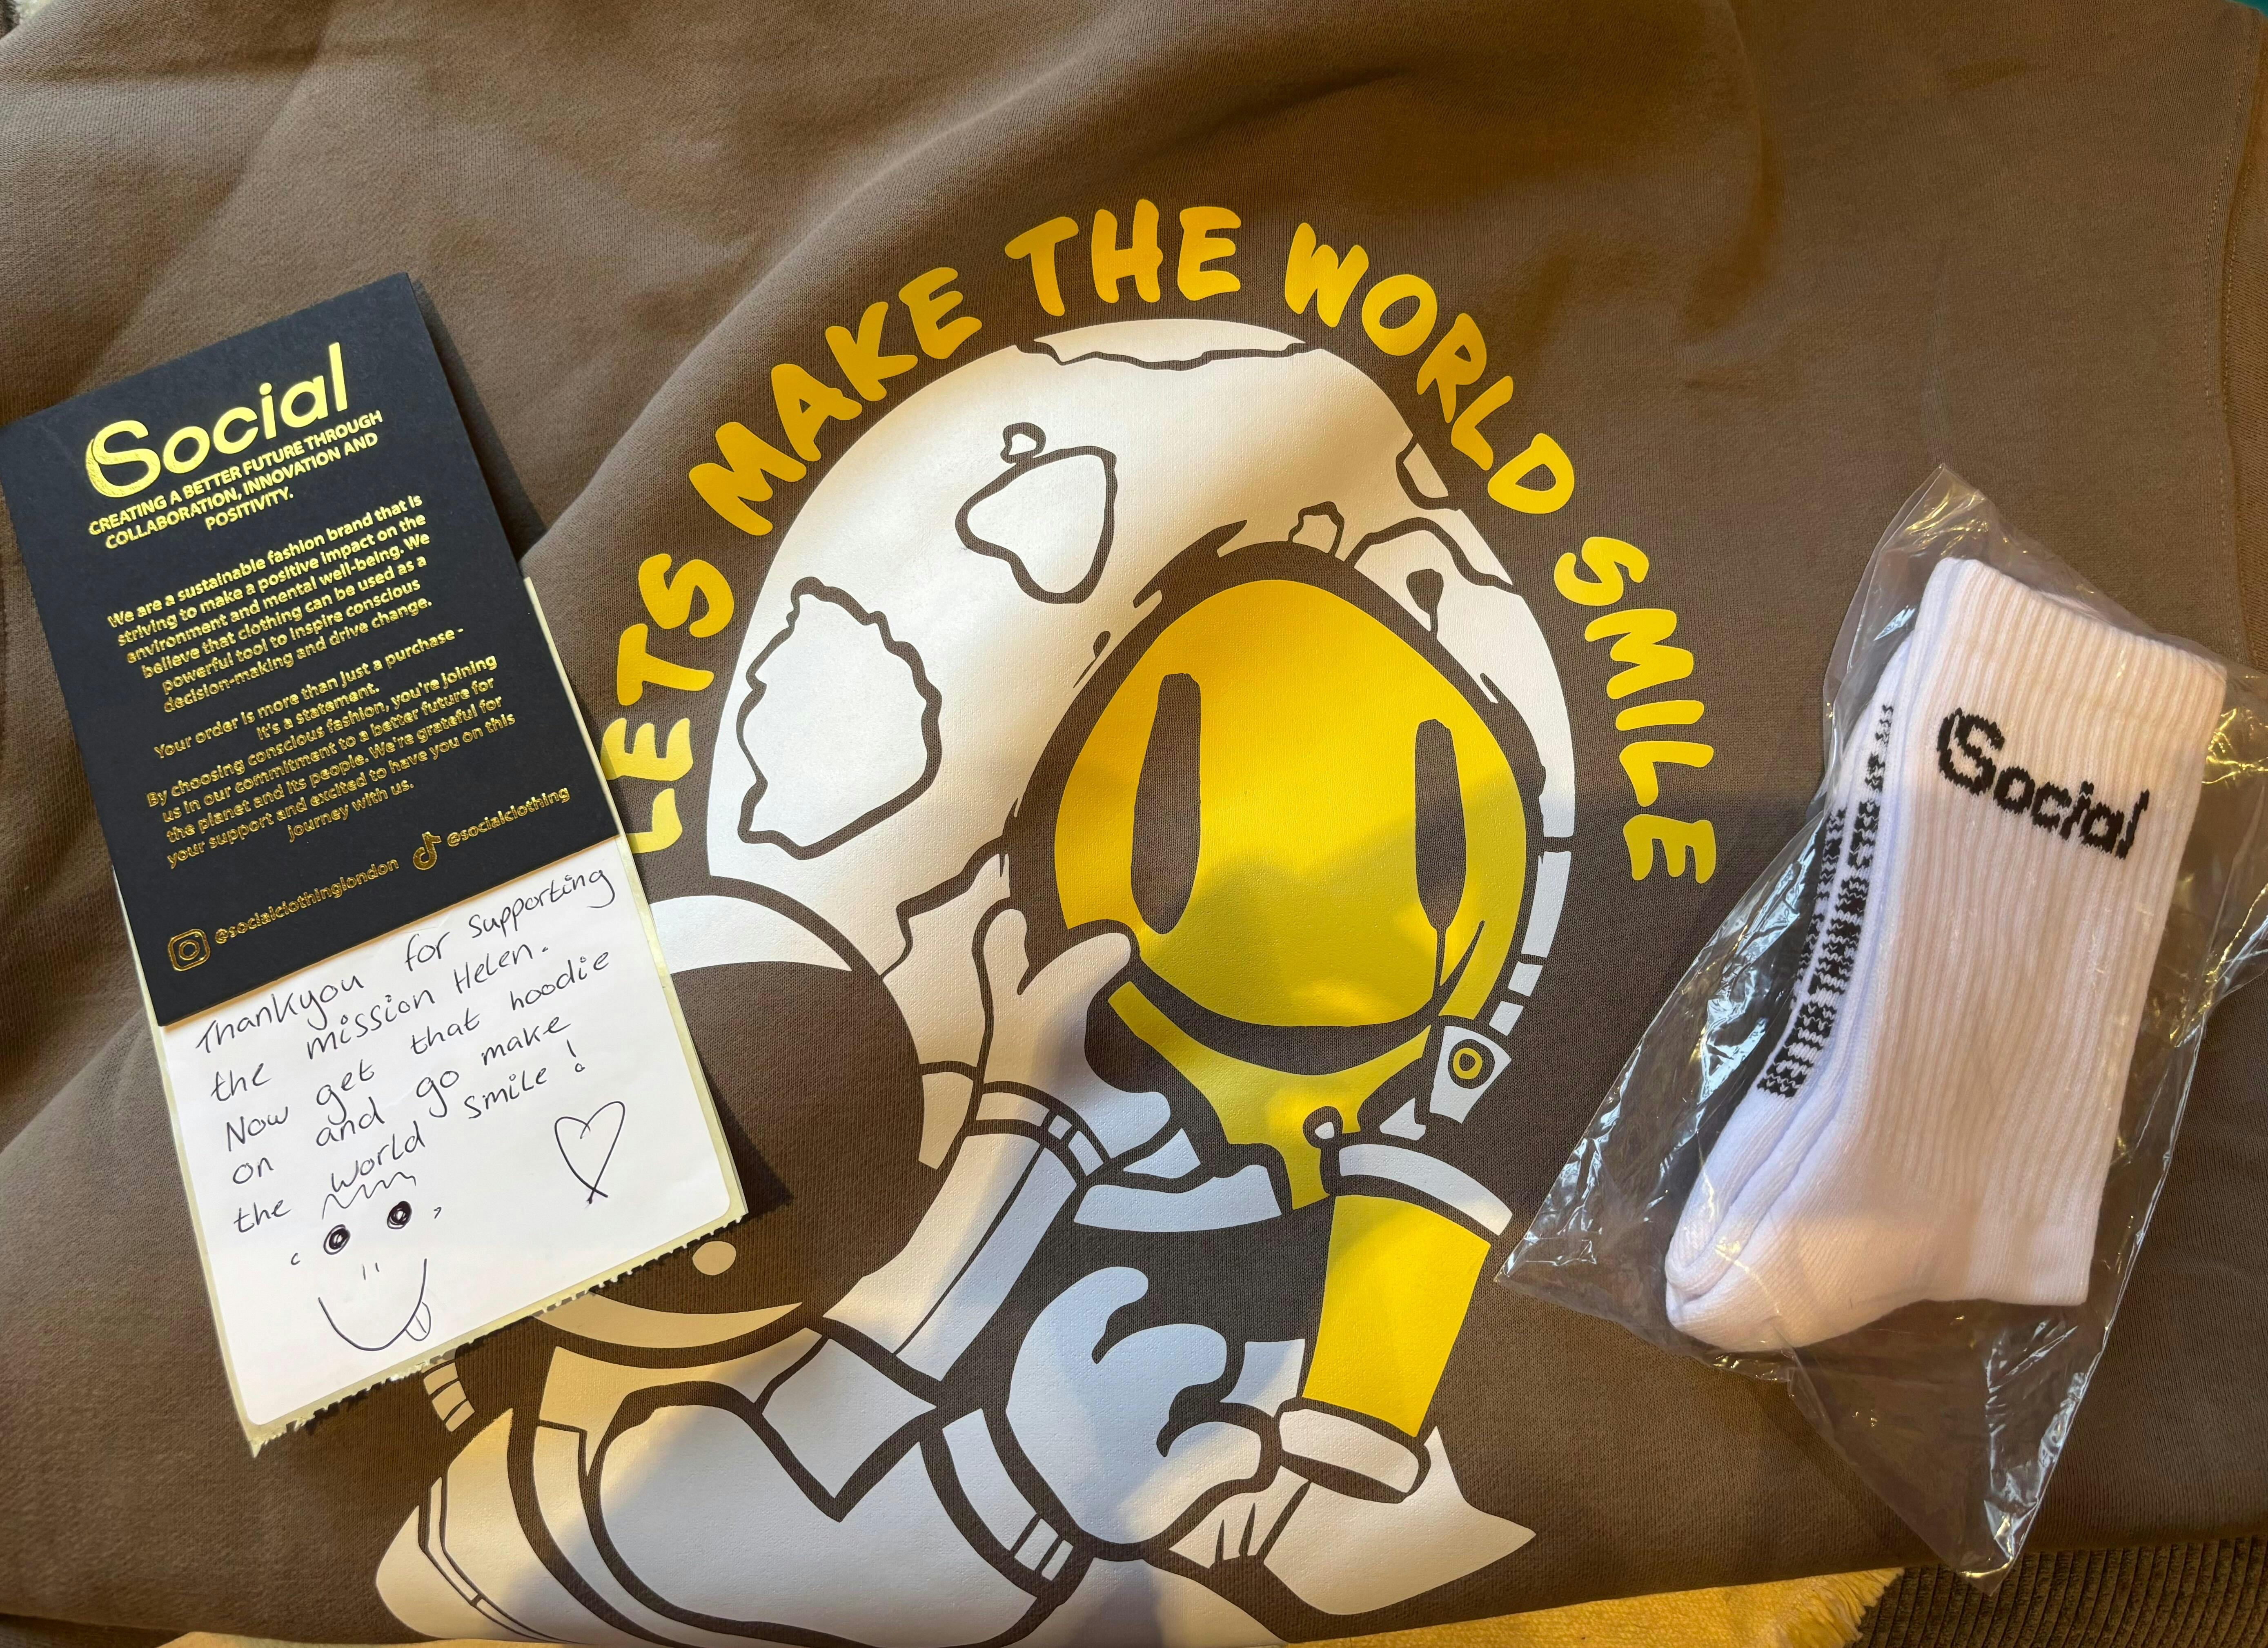 LETS MAKE THE WORLD SMILE
Social
CREATING A BETTER FUTURE THROUGH
COLLABORATION, INNOVATION AND
POSITIVITY.
We are a sustainable fashion brand that is
striving to make a positive impact on the
environment and mental well-being. We
believe that clothing can be used as a
powerful tool to inspire conscious
decision-making and drive change.
Your order is more than just a purchase -
it's a statement.
By choosing conscious fashion, you're joining
us in our commitment to a better future for
the planet and its people. We're grateful for
your support and excited to have you on this
journey with us.
@socialclothinglondon @socialclothing
Thankyou for supporting
the mission Helen.
Now get that hoodie
on and go make
the world smile!
Social